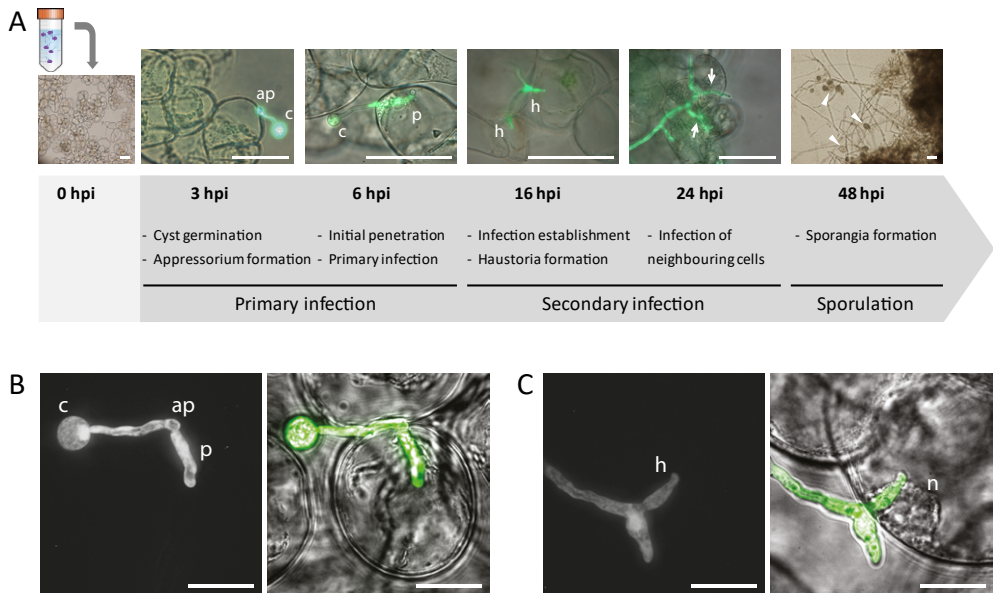 A
ap
c
c
p
h
h
0 hpi
3 hpi
6 hpi
16 hpi
24 hpi
48 hpi
- Cyst germination
- Appressorium formation
- Initial penetration
- Primary infection
- Infection establishment
- Haustoria formation
- Infection of
neighbouring cells
- Sporangia formation
Primary infection
Secondary infection
Sporulation
B
c
ap
p
C
h
n